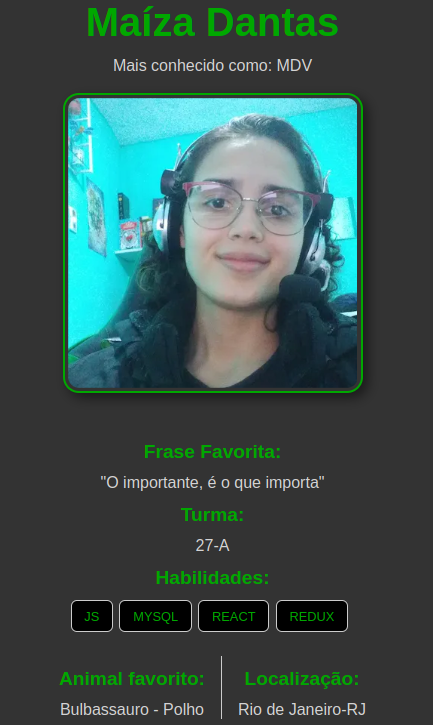 Maíza Dantas
Mais conhecido como: MDV
Frase Favorita:
"O importante, é o que importa"
Turma:
27-A
Habilidades:
JS MYSQL REACT REDUX
Animal favorito: Localização:
Bulbassauro - Polho Rio de Janeiro-RJ